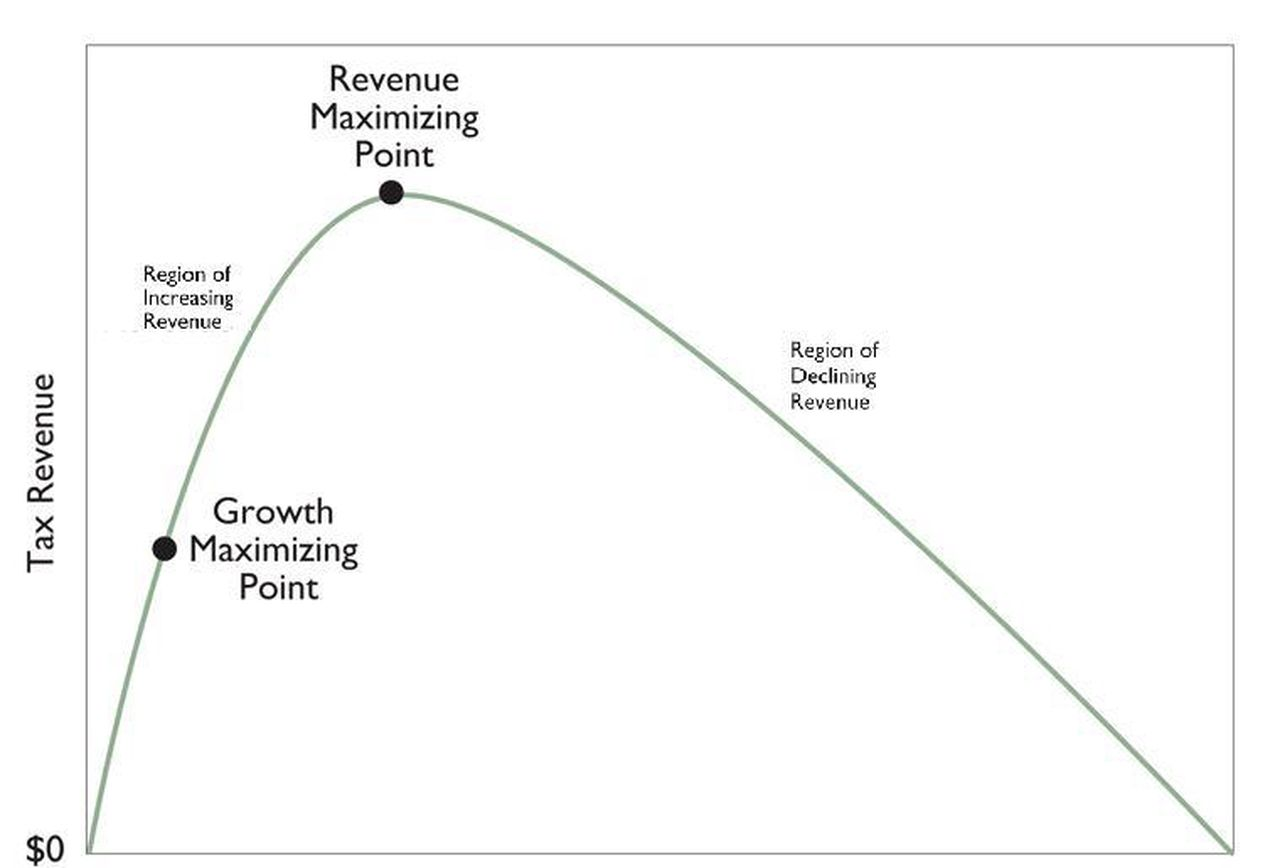 Revenue
Maximizing
Point
Region of
Increasing
Revenue
Region of
Declining
Revenue
Tax Revenue
Growth
Maximizing
Point
$0